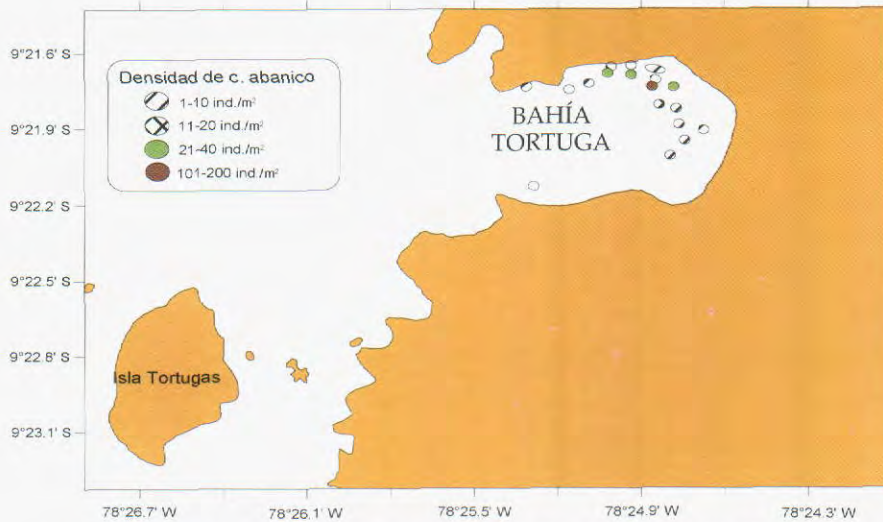 9°21.6' S
9°21.9' S
9°22.2' S
9°22.5' S
9°22.8' S
9°23.1' S
Densidad de c. abanico
1-10 ind./m²
11-20 ind./m²
21-40 ind./m²
101-200 ind./m²
BAHÍA
TORTUGA
Isla Tortugas
78°26.7' W
78°26.1' W
78°25.5' W
78°24.9' W
78°24.3' W